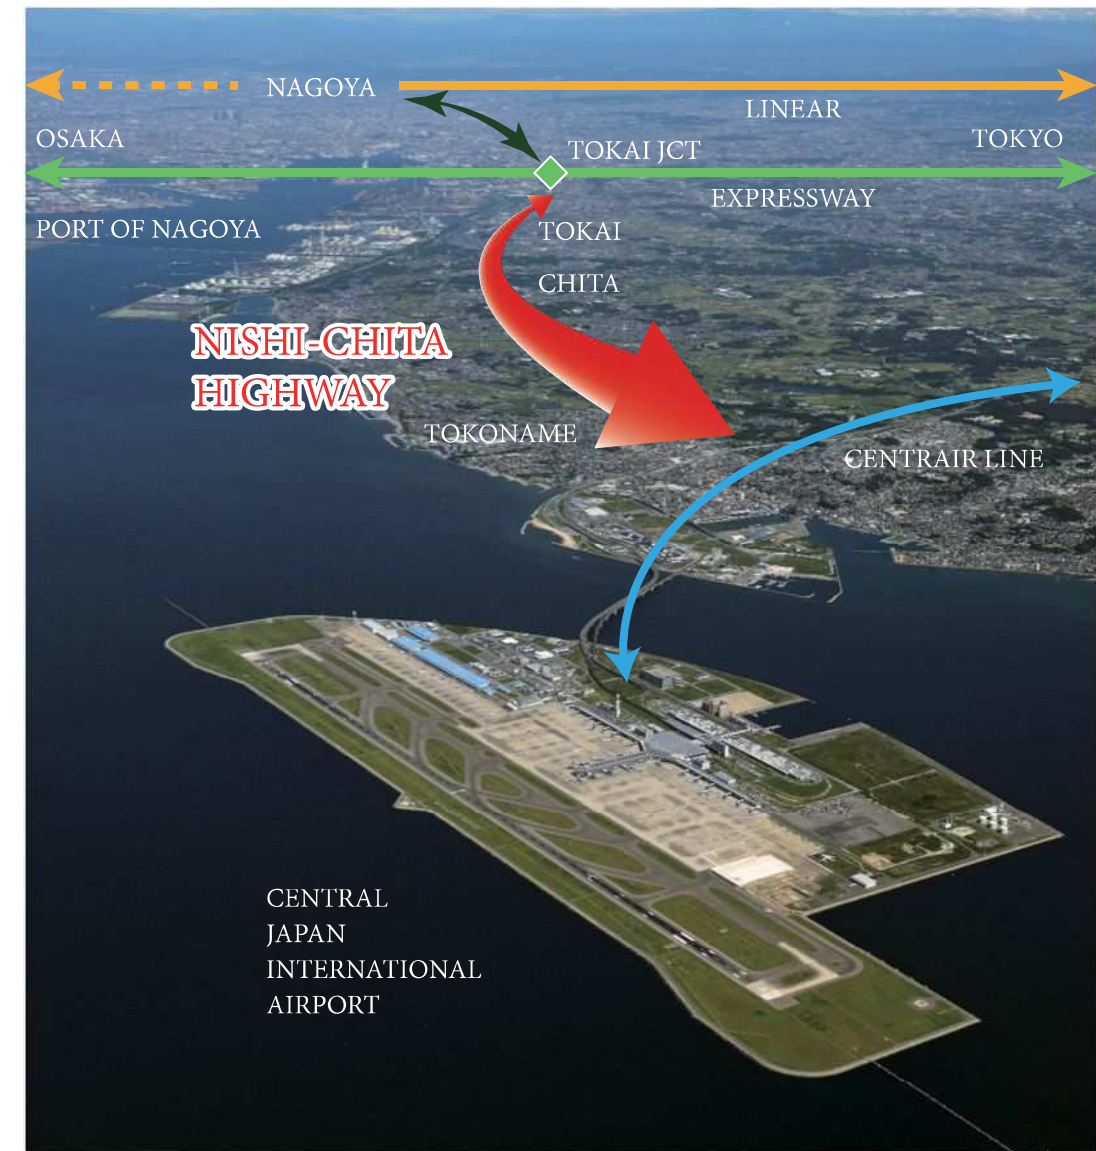 NAGOYA
LINEAR
OSAKA
TOKYO
TOKAI JCT
EXPRESSWAY
PORT OF NAGOYA
TOKAI
CHITA
NISHI-CHITA
HIGHWAY
TOKONAME
CENTRAIR LINE
CENTRAL
JAPAN
INTERNATIONAL
AIRPORT